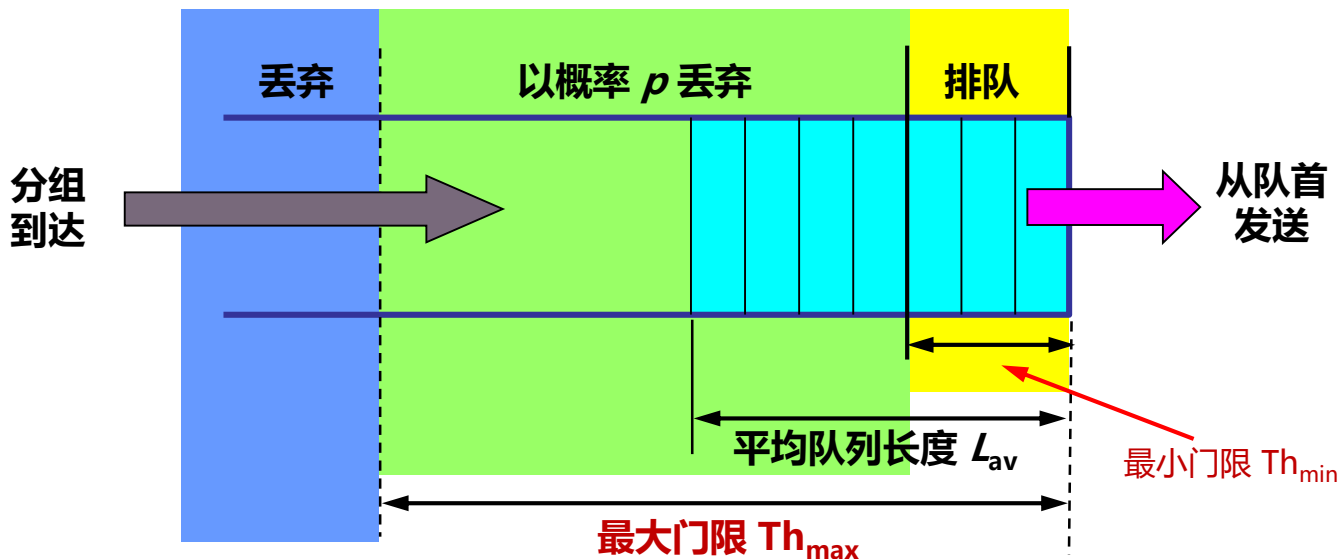 丢弃
以概率 p 丢弃
排队
分组
到达
从队首
发送
平均队列长度 Lav
最小门限 Thmin
最大门限 Thmax